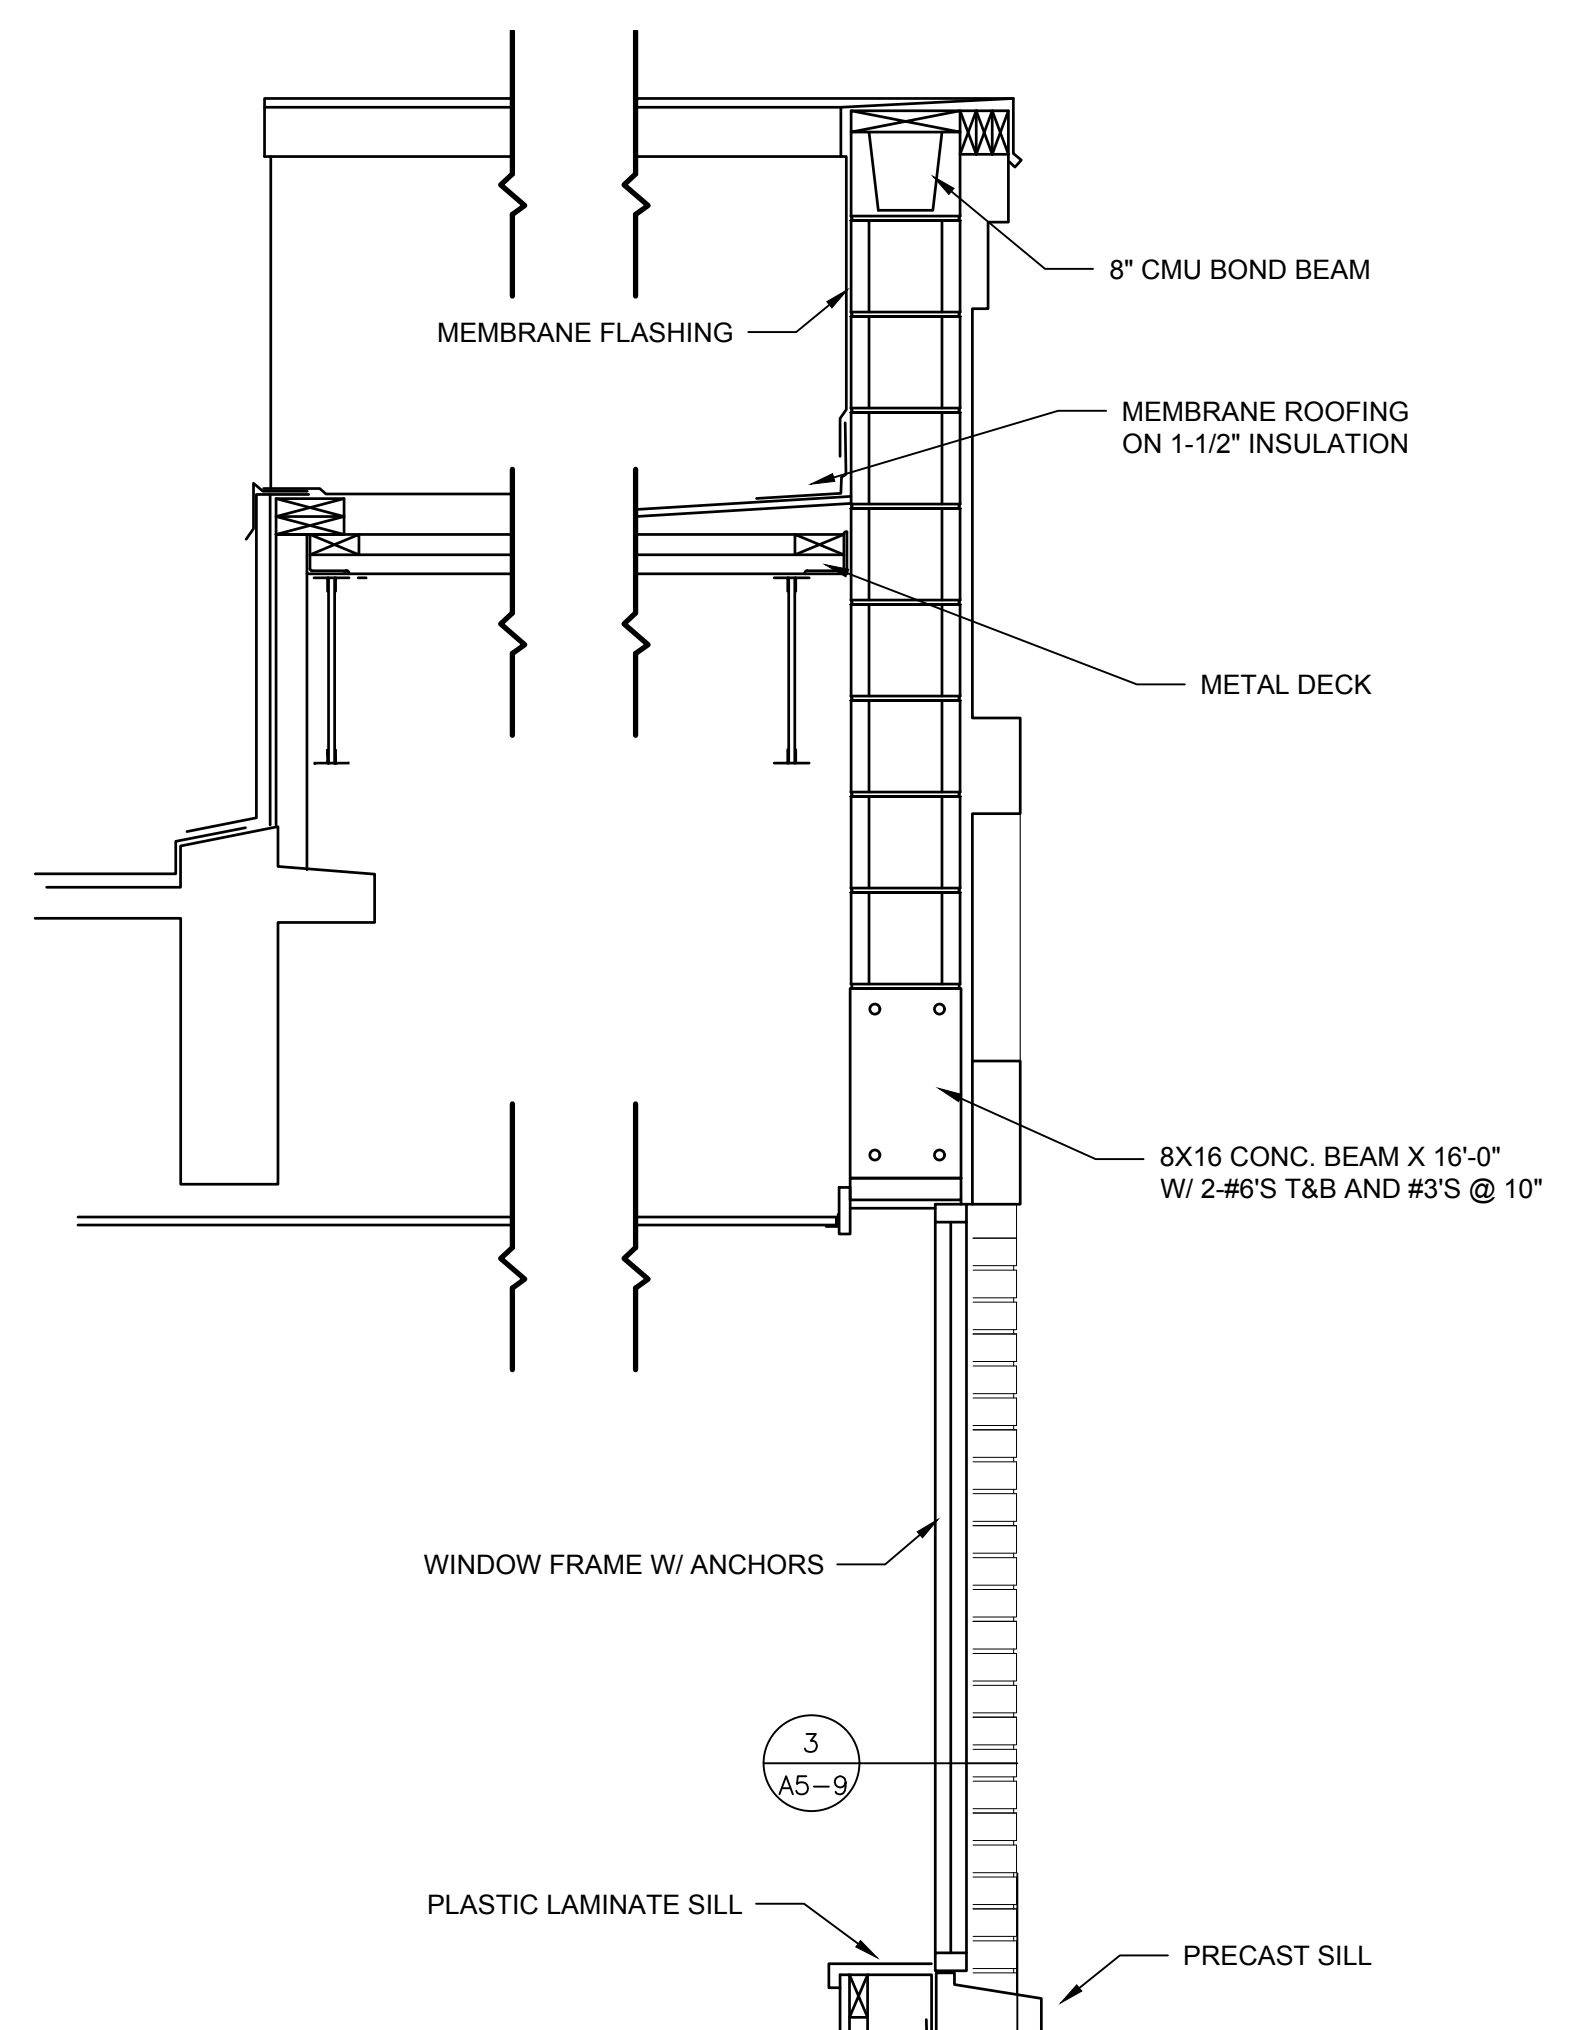 8" CMU BOND BEAM
MEMBRANE FLASHING
MEMBRANE ROOFING
ON 1-1/2" INSULATION
METAL DECK
8X16 CONC. BEAM X 16'-0"
W/ 2-#6'S T&B AND #3'S @ 10"
WINDOW FRAME W/ ANCHORS
3
A5-9
PLASTIC LAMINATE SILL
PRECAST SILL